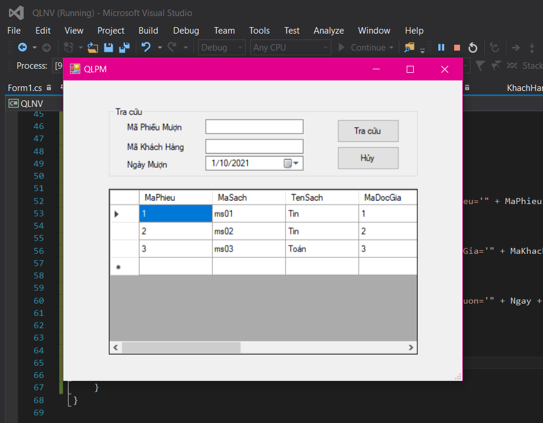 QLNV (Running) - Microsoft Visual Studio
File Edit View Project Build Debug Team Tools Test Analyze Window Help
Debug Any CPU Continue
Process: [9 Stack
Form1.cs KhachHan
QLNV
QLPM
Tra cứu
Mã Phiếu Mượn
Tra cứu
Mã Khách Hàng
Hủy
Ngày Mượn 1/10/2021
MaPhieu MaSach TenSach MaDocGia
1 ms01 Tin 1
2 ms02 Tin 2
3 ms03 Toán 3
45
46
47
48
49
50
51
52 eu='" + MaPhieu
53
54
55
56 Gia='" + MaKhach
57
58
59
60 uon='" + Ngay +
61
62
63
64
65
66
67 }
68 }
69